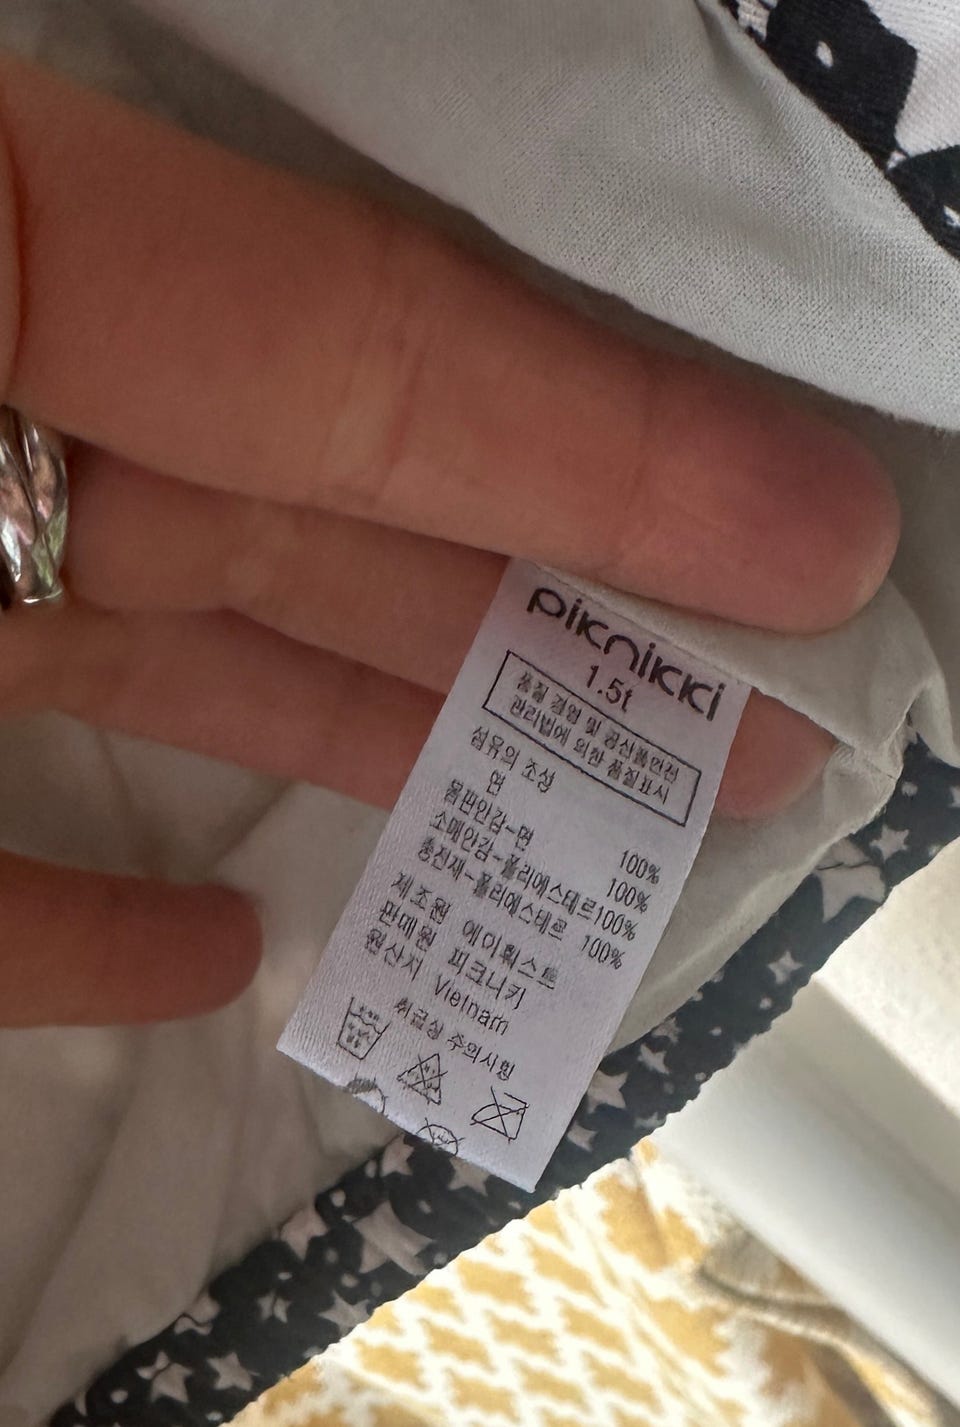 piknikki
1.5t
품질 경영 및 공산품안전
관리법에 의한 품질표시
섬유의 조성
면 100%
몸판안감-면 100%
소매안감-폴리에스테르100%
충전재-폴리에스테르 100%
제조원 에이퀘스트
판매원 피크니키
원산지 Vietnam
취급상 주의사항